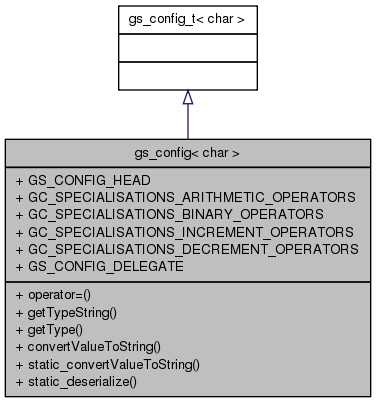 gs_config_t< char >
gs_config< char >
+ GS_CONFIG_HEAD
+ GC_SPECIALISATIONS_ARITHMETIC_OPERATORS
+ GC_SPECIALISATIONS_BINARY_OPERATORS
+ GC_SPECIALISATIONS_INCREMENT_OPERATORS
+ GC_SPECIALISATIONS_DECREMENT_OPERATORS
+ GS_CONFIG_DELEGATE
+ operator=()
+ getTypeString()
+ getType()
+ convertValueToString()
+ static_convertValueToString()
+ static_deserialize()